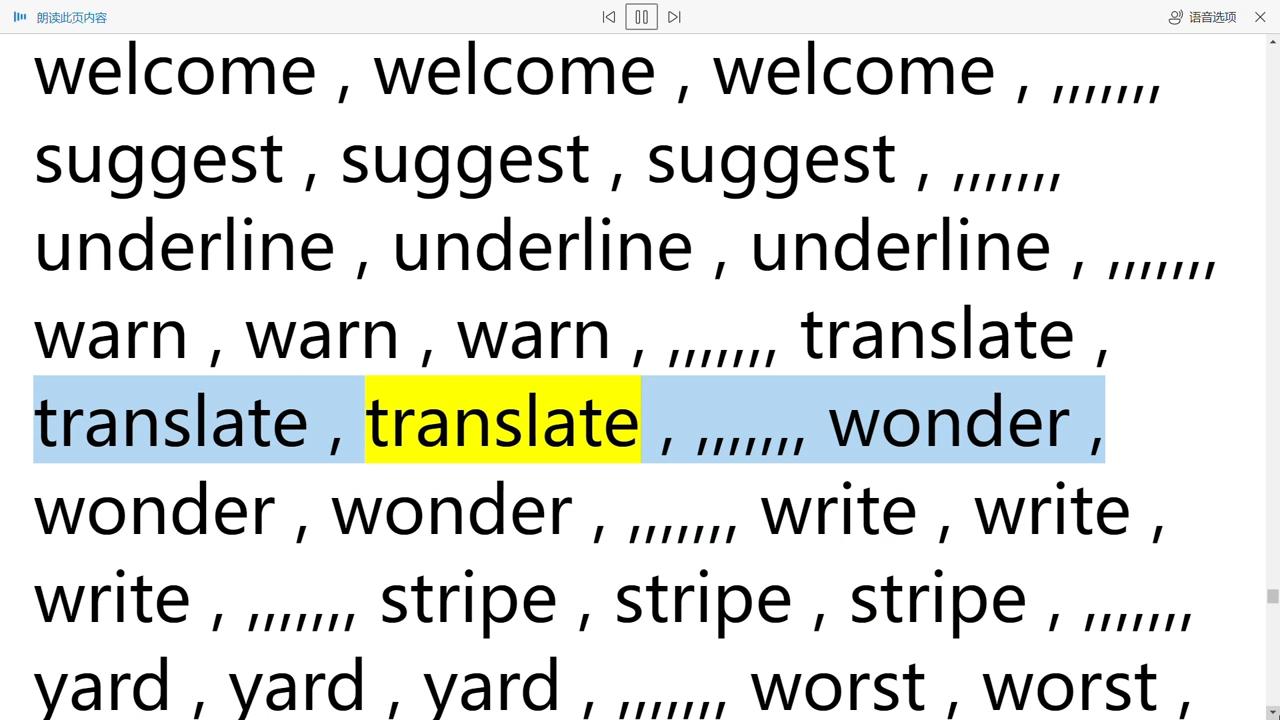 朗读此页内容 语音选项
welcome , welcome , welcome , ,,,,,,,
suggest , suggest , suggest , ,,,,,,,
underline , underline , underline , ,,,,,,,
warn , warn , warn , ,,,,,,, translate ,
translate , translate , ,,,,,,, wonder ,
wonder , wonder , ,,,,,,, write , write ,
write , ,,,,,,, stripe , stripe , stripe , ,,,,,,,
yard , yard , yard , ,,,,,,, worst , worst ,